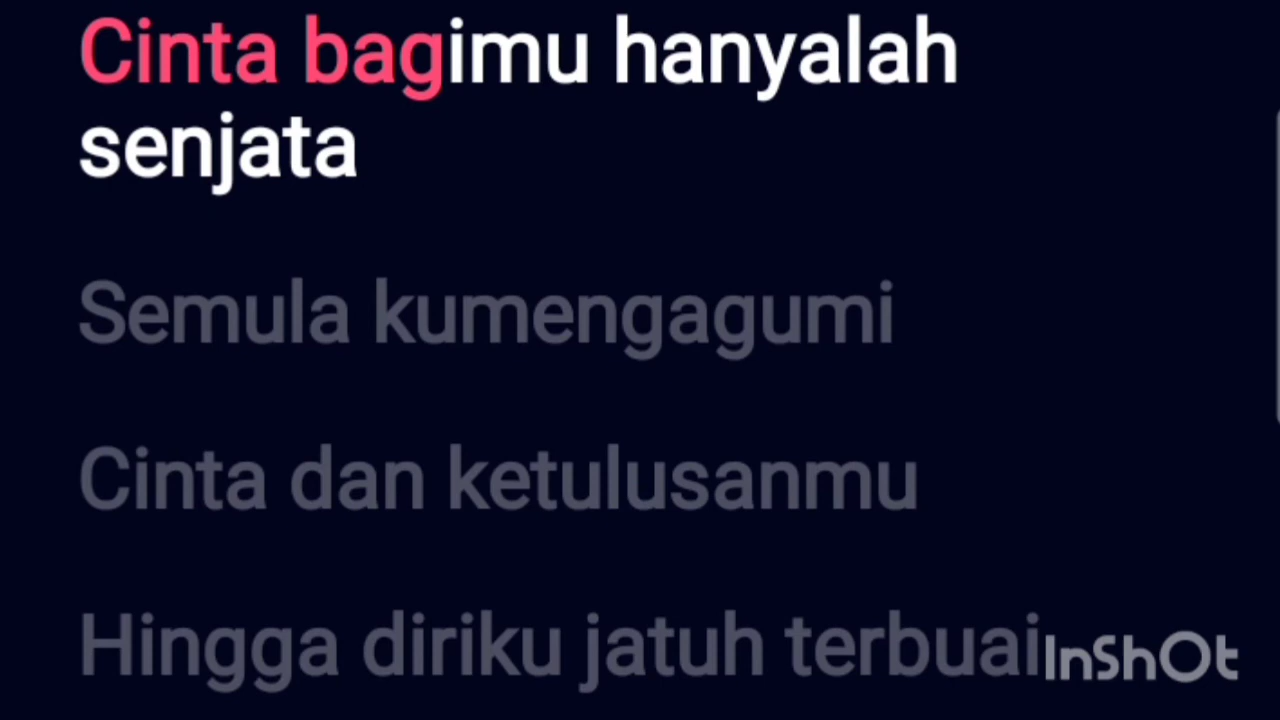 Cinta bagimu hanyalah
senjata
Semula kumengagumi
Cinta dan ketulusanmu
Hingga diriku jatuh terbuai
InShOt